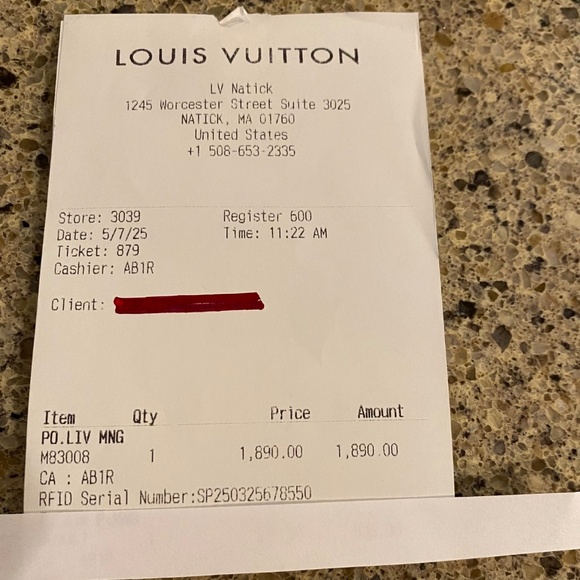 LOUIS VUITTON
LV Natick
1245 Worcester Street Suite 3025
NATICK, MA 01760
United States
+1 508-653-2335
Store: 3039 Register 600
Date: 5/7/25 Time: 11:22 AM
Ticket: 879
Cashier: AB1R
Client:
Item Qty Price Amount
PO.LIV MNG
M83008 1 1,890.00 1,890.00
CA : AB1R
RFID Serial Number:SP250325678550